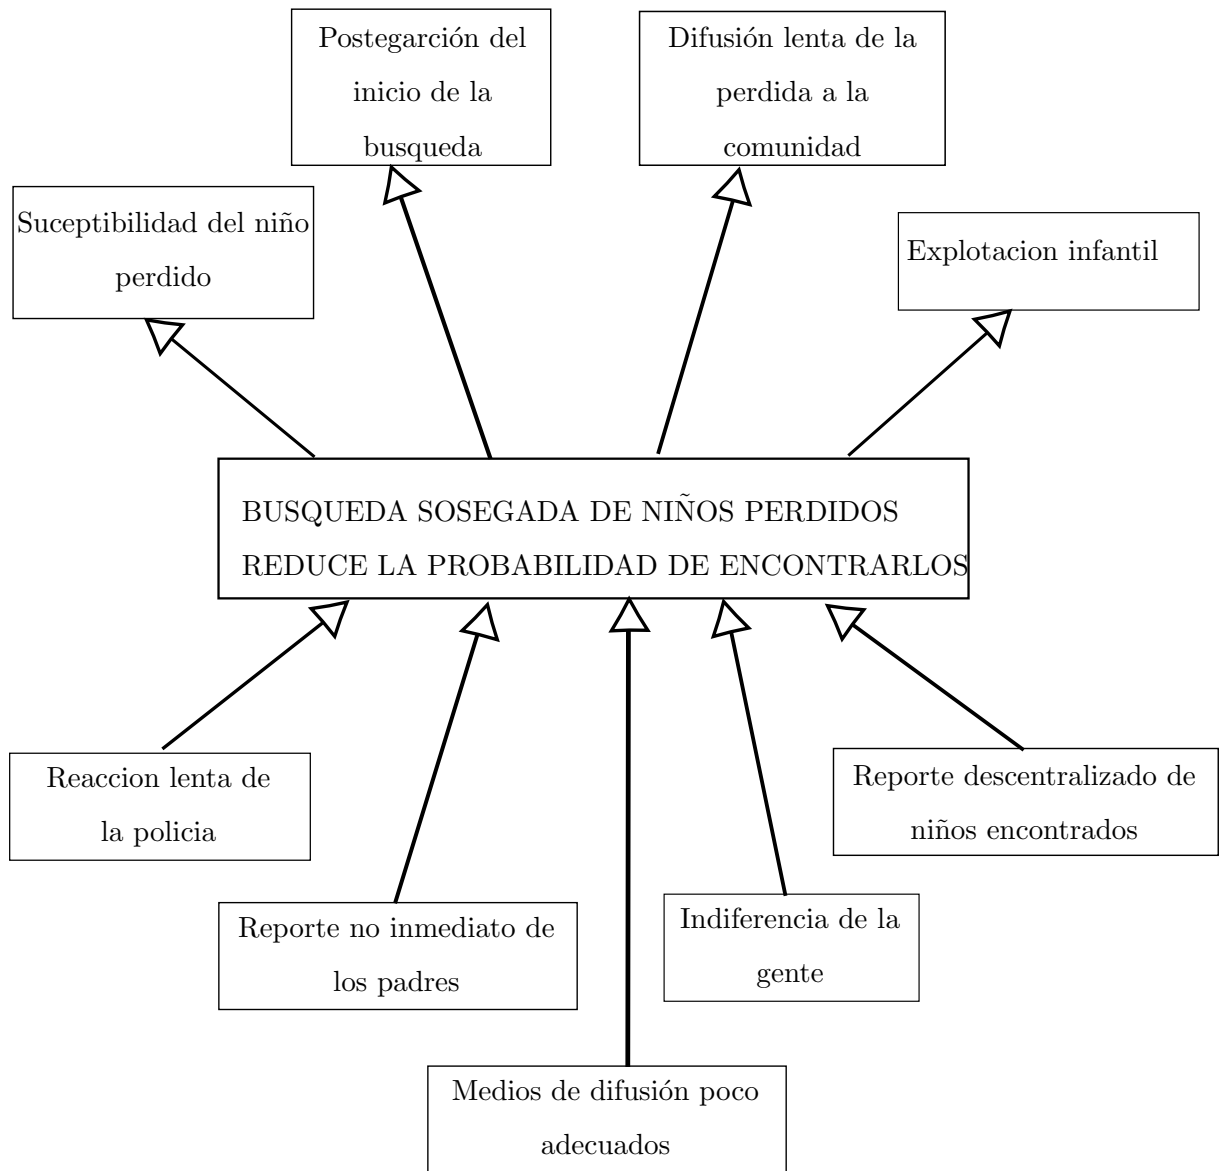 Postegarción del
inicio de la
busqueda
Difusión lenta de la
perdida a la
comunidad
Suceptibilidad del niño
perdido
Explotacion infantil
BUSQUEDA SOSEGADA DE NIÑOS PERDIDOS
REDUCE LA PROBABILIDAD DE ENCONTRARLOS
Reaccion lenta de
la policia
Reporte descentralizado de
niños encontrados
Reporte no inmediato de
los padres
Indiferencia de la
gente
Medios de difusión poco
adecuados